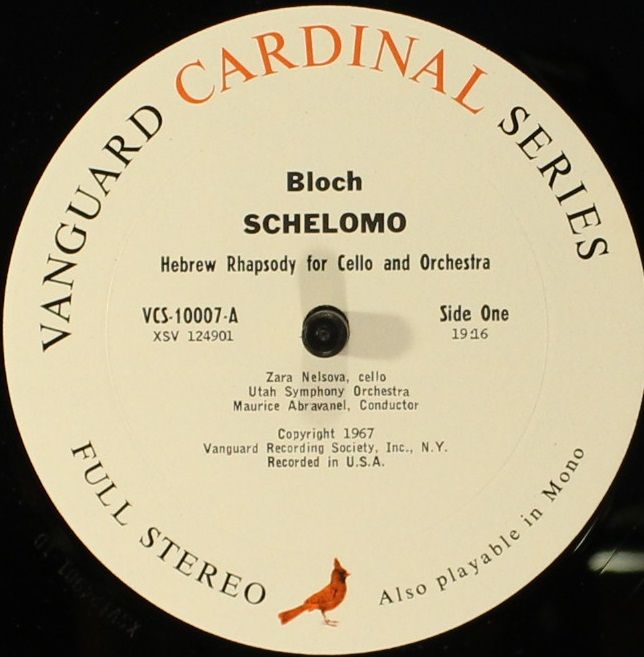 VANGUARD CARDINAL SERIES
Bloch
SCHELOMO
Hebrew Rhapsody for Cello and Orchestra
VCS-10007-A
XSV 124901
Side One
19:16
Zara Nelsova, cello
Utah Symphony Orchestra
Maurice Abravanel, Conductor
Copyright 1967
Vanguard Recording Society, Inc., N.Y.
Recorded in U.S.A.
FULL STEREO
Also playable in Mono